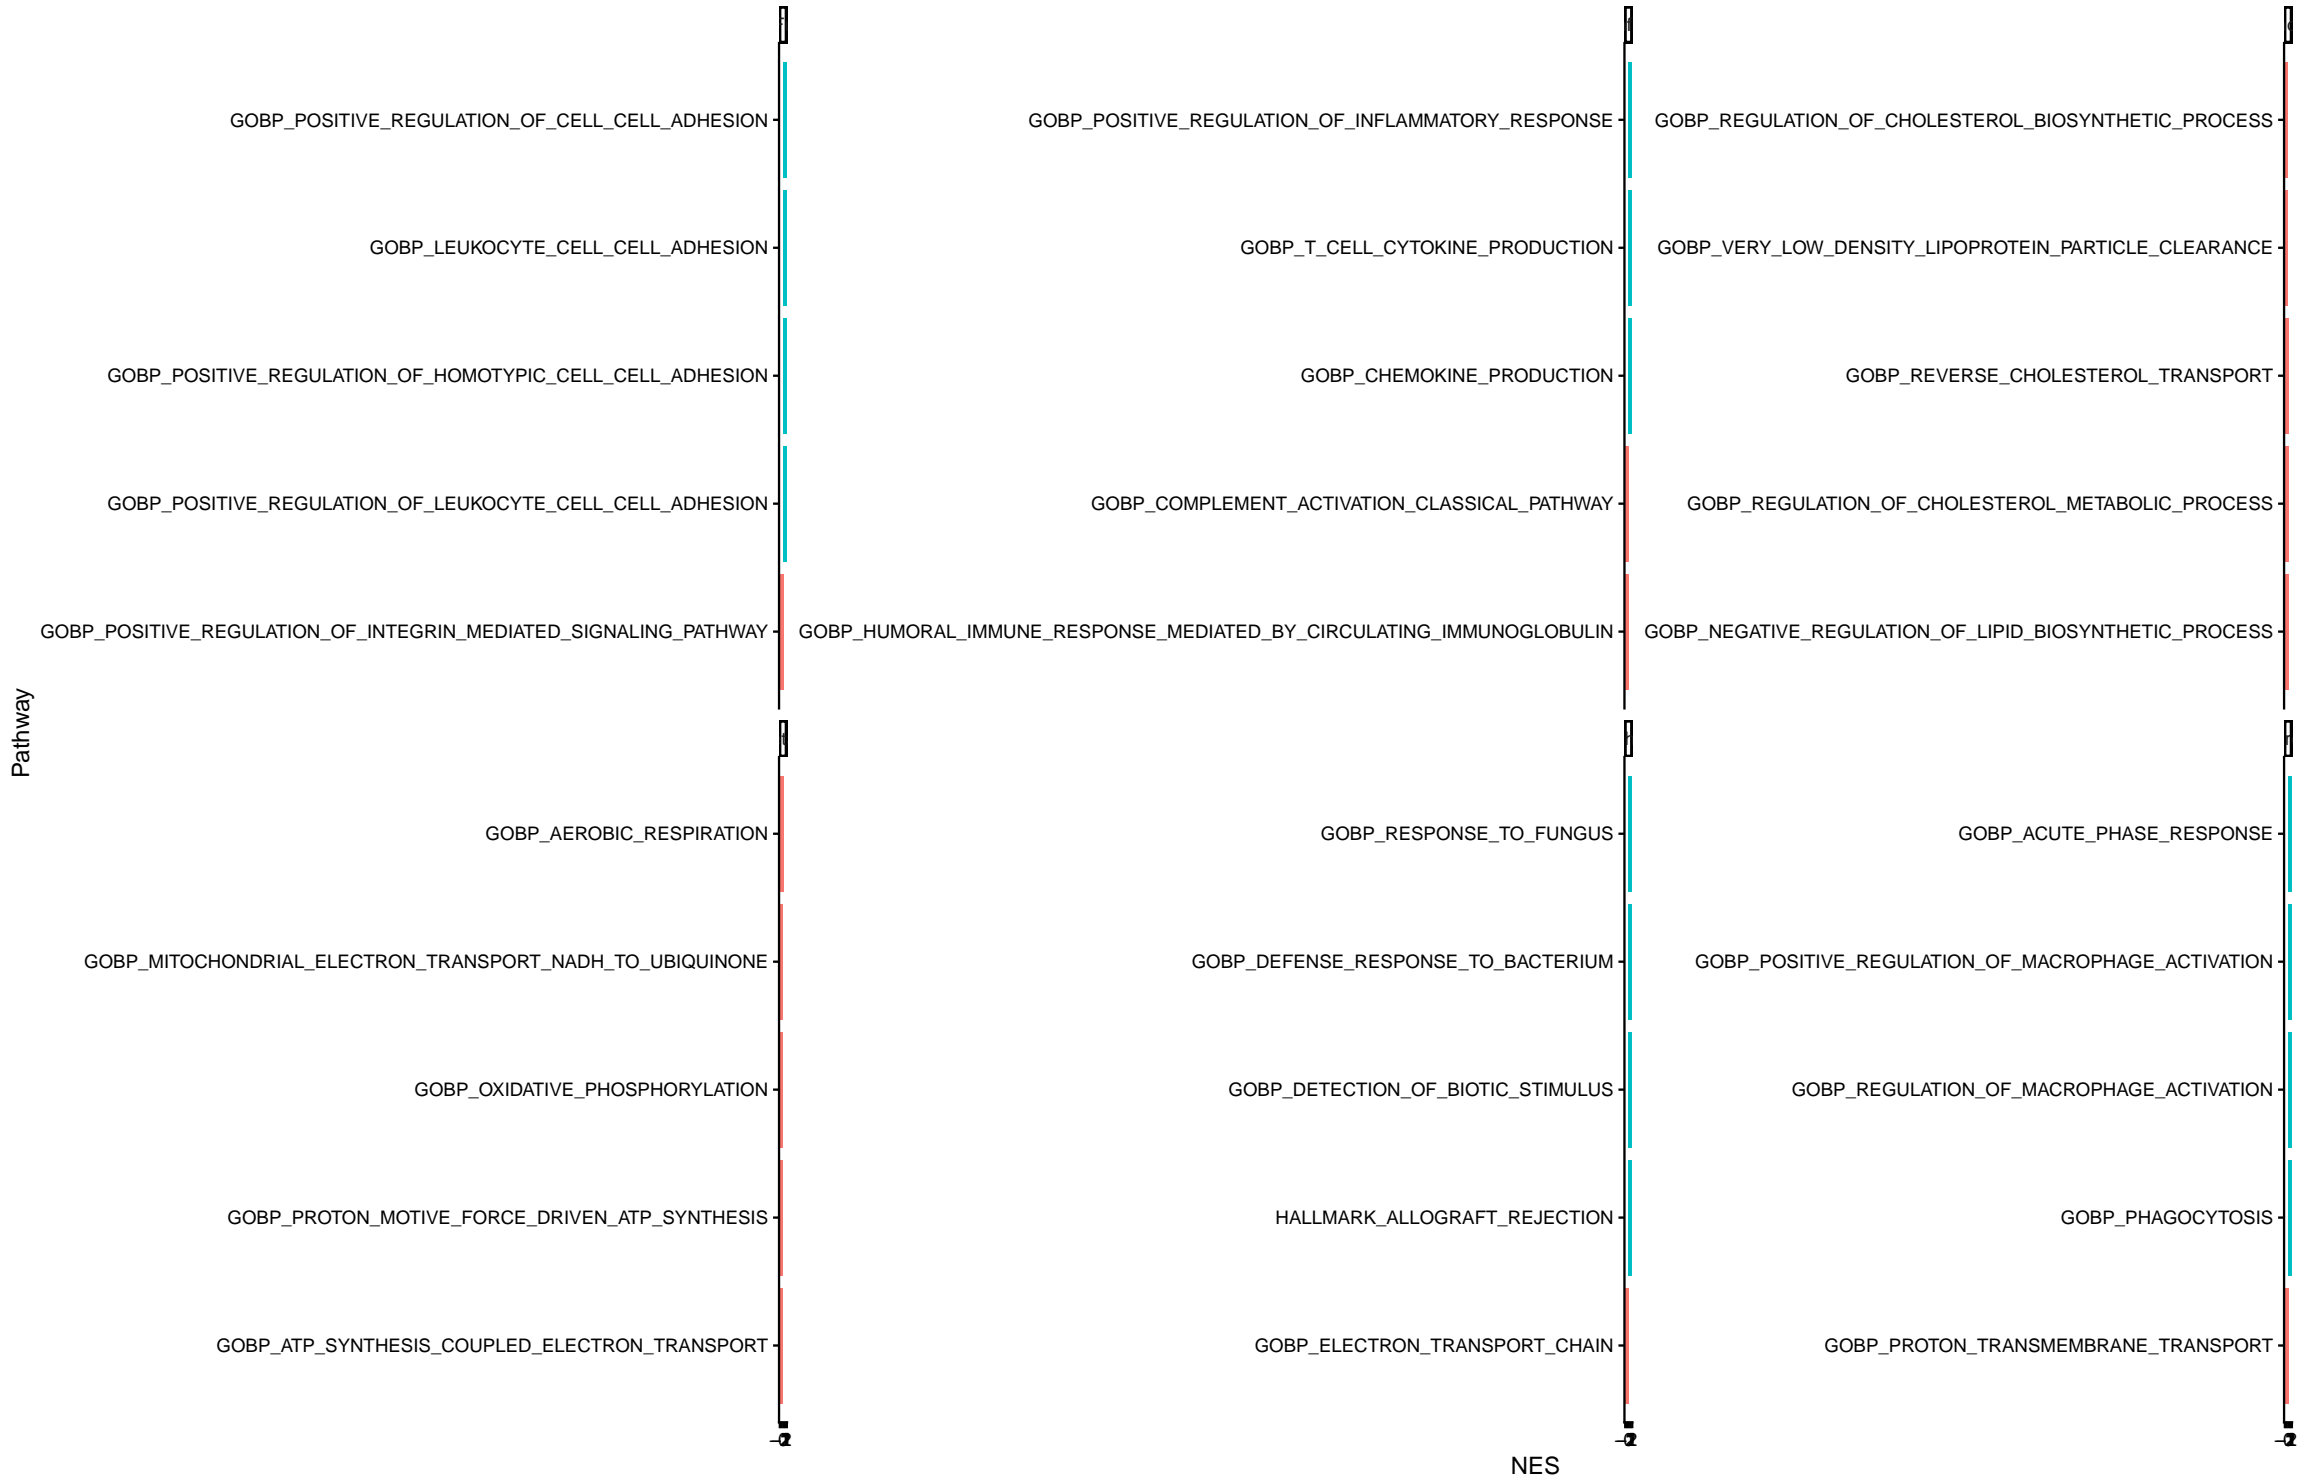 GOBP_POSITIVE_REGULATION_OF_CELL_CELL_ADHESION
GOBP_LEUKOCYTE_CELL_CELL_ADHESION
GOBP_POSITIVE_REGULATION_OF_HOMOTYPIC_CELL_CELL_ADHESION
GOBP_POSITIVE_REGULATION_OF_LEUKOCYTE_CELL_CELL_ADHESION
GOBP_POSITIVE_REGULATION_OF_INTEGRIN_MEDIATED_SIGNALING_PATHWAY
GOBP_POSITIVE_REGULATION_OF_INFLAMMATORY_RESPONSE
GOBP_T_CELL_CYTOKINE_PRODUCTION
GOBP_CHEMOKINE_PRODUCTION
GOBP_COMPLEMENT_ACTIVATION_CLASSICAL_PATHWAY
GOBP_HUMORAL_IMMUNE_RESPONSE_MEDIATED_BY_CIRCULATING_IMMUNOGLOBULIN
GOBP_REGULATION_OF_CHOLESTEROL_BIOSYNTHETIC_PROCESS
GOBP_VERY_LOW_DENSITY_LIPOPROTEIN_PARTICLE_CLEARANCE
GOBP_REVERSE_CHOLESTEROL_TRANSPORT
GOBP_REGULATION_OF_CHOLESTEROL_METABOLIC_PROCESS
GOBP_NEGATIVE_REGULATION_OF_LIPID_BIOSYNTHETIC_PROCESS
Pathway
GOBP_AEROBIC_RESPIRATION
GOBP_MITOCHONDRIAL_ELECTRON_TRANSPORT_NADH_TO_UBIQUINONE
GOBP_OXIDATIVE_PHOSPHORYLATION
GOBP_PROTON_MOTIVE_FORCE_DRIVEN_ATP_SYNTHESIS
GOBP_ATP_SYNTHESIS_COUPLED_ELECTRON_TRANSPORT
GOBP_RESPONSE_TO_FUNGUS
GOBP_DEFENSE_RESPONSE_TO_BACTERIUM
GOBP_DETECTION_OF_BIOTIC_STIMULUS
HALLMARK_ALLOGRAFT_REJECTION
GOBP_ELECTRON_TRANSPORT_CHAIN
GOBP_ACUTE_PHASE_RESPONSE
GOBP_POSITIVE_REGULATION_OF_MACROPHAGE_ACTIVATION
GOBP_REGULATION_OF_MACROPHAGE_ACTIVATION
GOBP_PHAGOCYTOSIS
GOBP_PROTON_TRANSMEMBRANE_TRANSPORT
NES